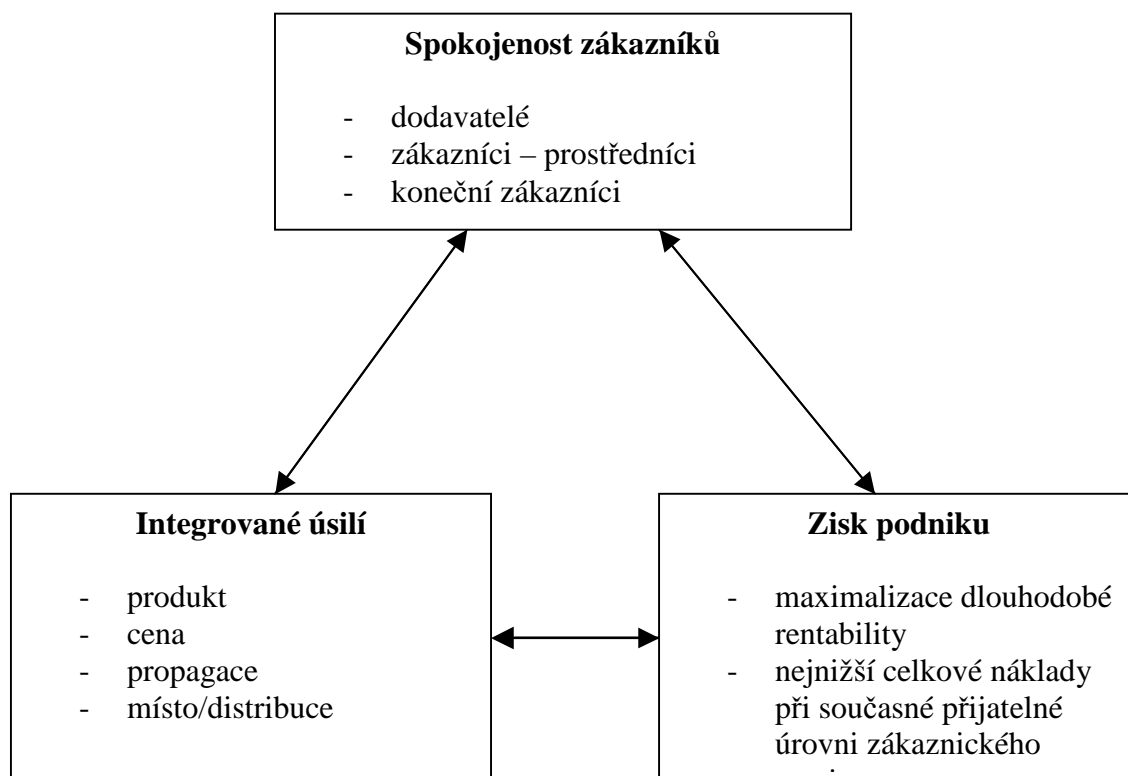 Spokojenost zákazníků
- dodavatelé
- zákazníci – prostředníci
- koneční zákazníci
Integrované úsilí
- produkt
- cena
- propagace
- místo/distribuce
Zisk podniku
- maximalizace dlouhodobé
rentability
- nejnižší celkové náklady
při současné přijatelné
úrovni zákaznického